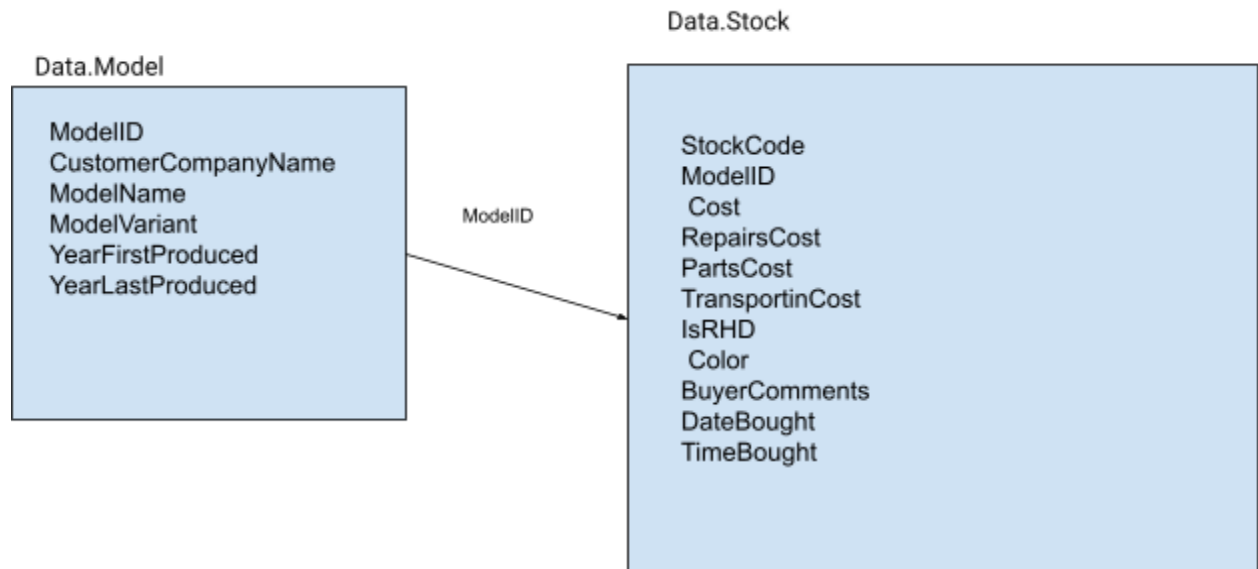 Data.Stock
Data.Model
ModelID
CustomerCompanyName
ModelName
ModelVariant
YearFirstProduced
YearLastProduced
ModelID
StockCode
ModelID
Cost
RepairsCost
PartsCost
TransportinCost
IsRHD
Color
BuyerComments
DateBought
TimeBought